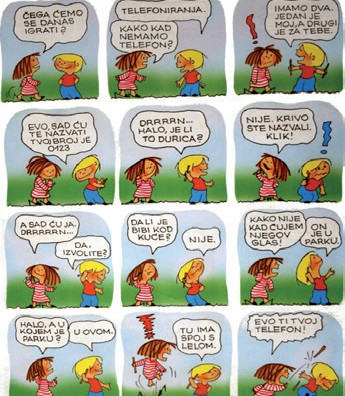 ČEGA ĆEMO
SE DANAS
IGRATI?
TELEFONIRANJA.
KAKO KAD
NEMAMO
TELEFON?
IMAMO DVA.
JEDAN JE
MOJ, A DRUGI
JE ZA TEBE.
!
EVO, SAD ĆU
TE NAZVATI
TVOJ BROJ JE
0123
DRRRRN...
HALO, JE LI
TO ĐURICA?
NIJE. KRIVO
STE NAZVALI.
KLIK!
!
A SAD ĆU JA.
DRRRRRN...
DA,
IZVOLITE?
DA LI JE
BIBI KOD
KUĆE?
NIJE.
KAKO NIJE
KAD ČUJEM
NJEGOV
GLAS!
ON JE U
PARKU.
HALO, A U
KOJEM JE
PARKU?
U OVOM.
!
TU IMA
SPOJ S
LELOM.
EVO TI TVOJ
TELEFON!